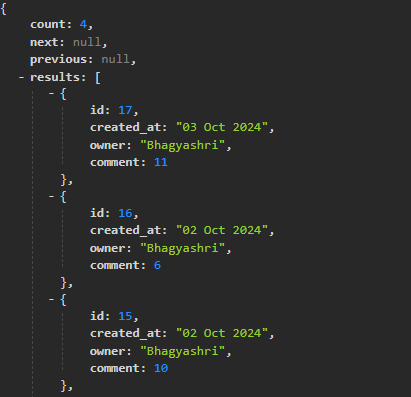 {
count: 4,
next: null,
previous: null,
- results: [
- {
id: 17,
created_at: "03 Oct 2024",
owner: "Bhagyashri",
comment: 11
},
- {
id: 16,
created_at: "02 Oct 2024",
owner: "Bhagyashri",
comment: 6
},
- {
id: 15,
created_at: "02 Oct 2024",
owner: "Bhagyashri",
comment: 10
},